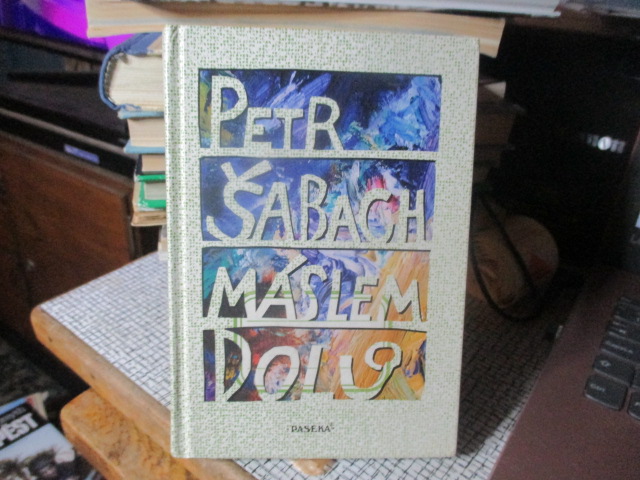 PETR
ŠABACH
MÁSLEM
DOLŮ
PASEKA